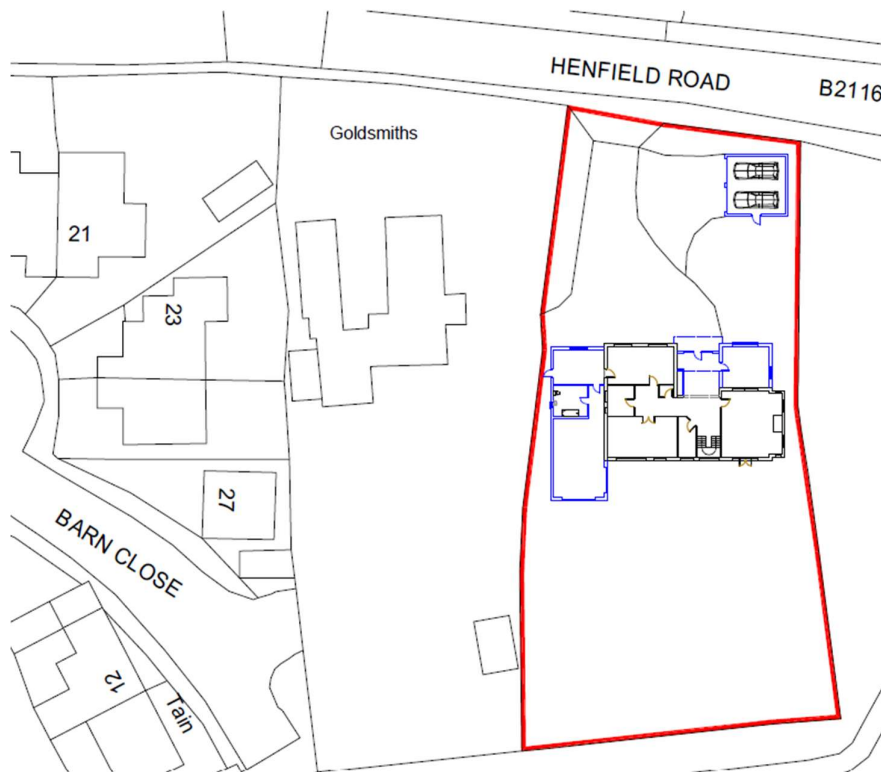 HENFIELD ROAD
B2116
Goldsmiths
21
23
27
BARN CLOSE
12
Tain